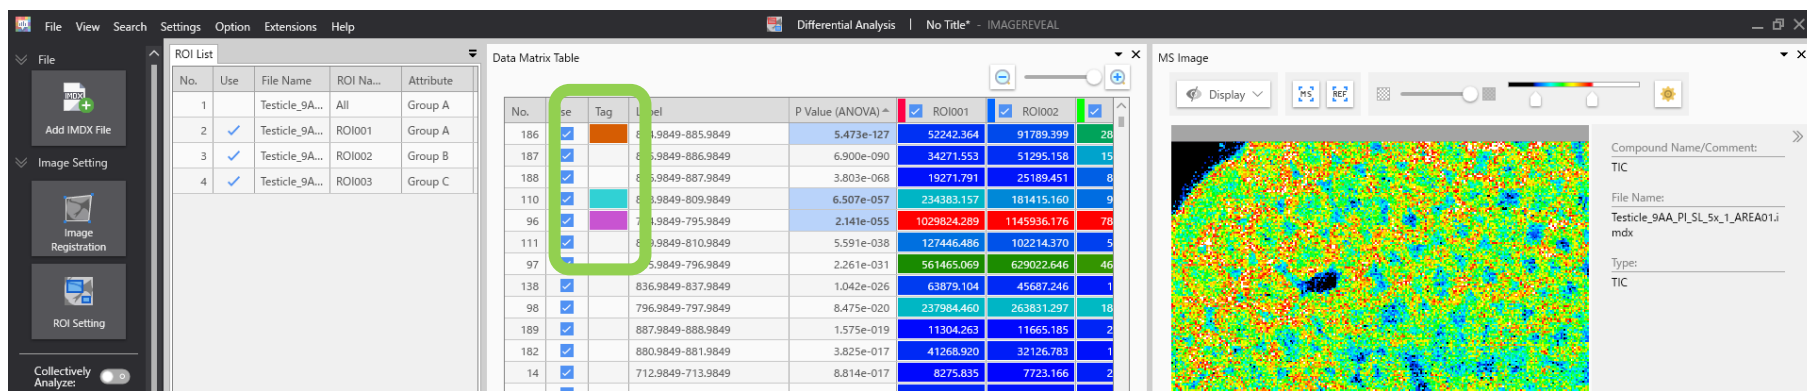 File View Search Settings Option Extensions Help
Differential Analysis | No Title* - IMAGEREVEAL
File
IMDX
Add IMDX File
Image Setting
Image
Registration
ROI Setting
Collectively
Analyze:
ROI List
No. Use File Name ROI Na... Attribute
1 Testicle_9A... All Group A
2 Testicle_9A... ROI001 Group A
3 Testicle_9A... ROI002 Group B
4 Testicle_9A... ROI003 Group C
Data Matrix Table
No. Tag P Value (ANOVA) ROI001 ROI002
186 5.473e-127 52242.364 91789.399 28
187 6.900e-090 34271.553 51295.158 15
188 3.803e-068 19271.791 25189.451 8
110 6.507e-057 234383.157 181415.160 9
96 2.141e-055 1029824.289 1145936.176 78
111 5.591e-038 127446.486 102214.370 5
97 2.261e-031 561465.069 629022.646 46
138 836.9849-837.9849 1.042e-026 63879.104 45687.246 1
98 796.9849-797.9849 8.475e-020 237984.460 263831.297 18
189 887.9849-888.9849 1.575e-019 11304.263 11665.185 2
182 880.9849-881.9849 3.825e-017 41268.920 32126.783 1
14 712.9849-713.9849 8.814e-017 8275.835 7723.166 2
MS Image
Display MS REF
Compound Name/Comment:
TIC
File Name:
Testicle_9AA_PI_SL_5x_1_AREA01.i
mdx
Type:
TIC